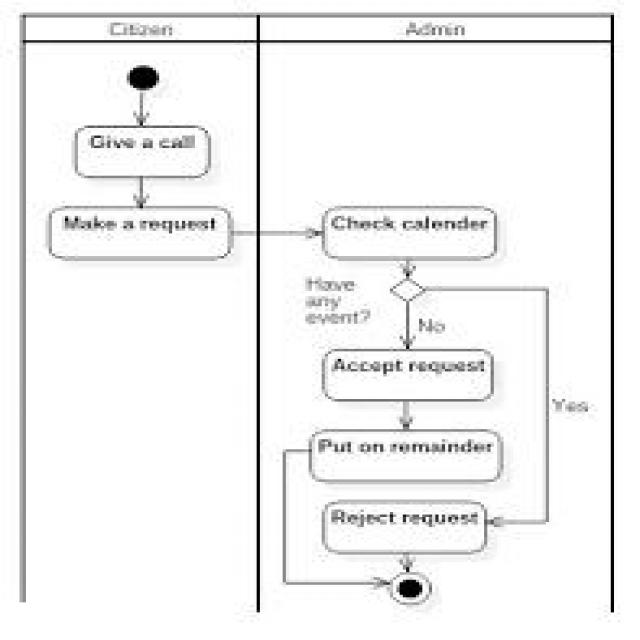 Citizen
Admin
Give a call
Make a request
Check calender
Have
any
event?
No
Accept request
Yes
Put on remainder
Reject request